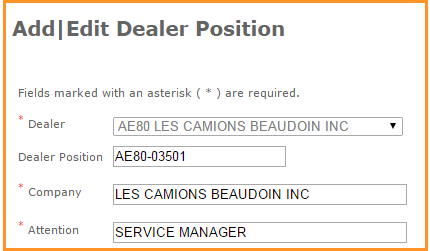 Add|Edit Dealer Position
Fields marked with an asterisk ( * ) are required.
* Dealer AE80 LES CAMIONS BEAUDOIN INC
Dealer Position AE80-03501
* Company LES CAMIONS BEAUDOIN INC
* Attention SERVICE MANAGER